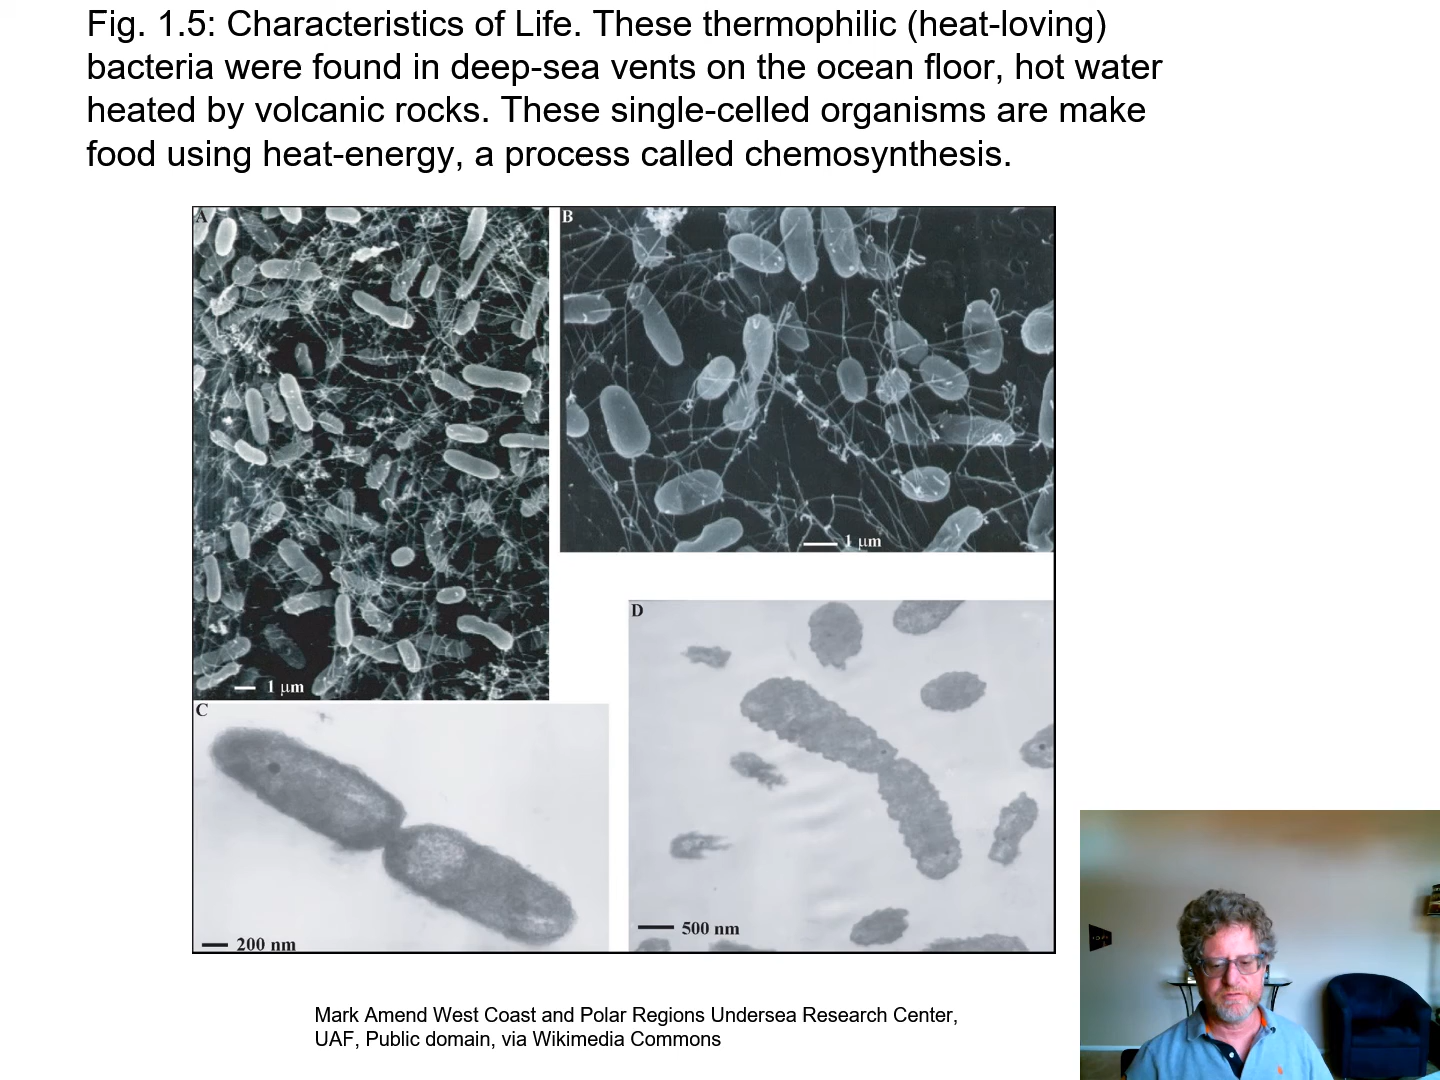 Fig. 1.5: Characteristics of Life. These thermophilic (heat-loving)
bacteria were found in deep-sea vents on the ocean floor, hot water
heated by volcanic rocks. These single-celled organisms are make
food using heat-energy, a process called chemosynthesis.
A
B
1 μm
1 μm
C
D
500 nm
200 nm
Mark Amend West Coast and Polar Regions Undersea Research Center,
UAF, Public domain, via Wikimedia Commons